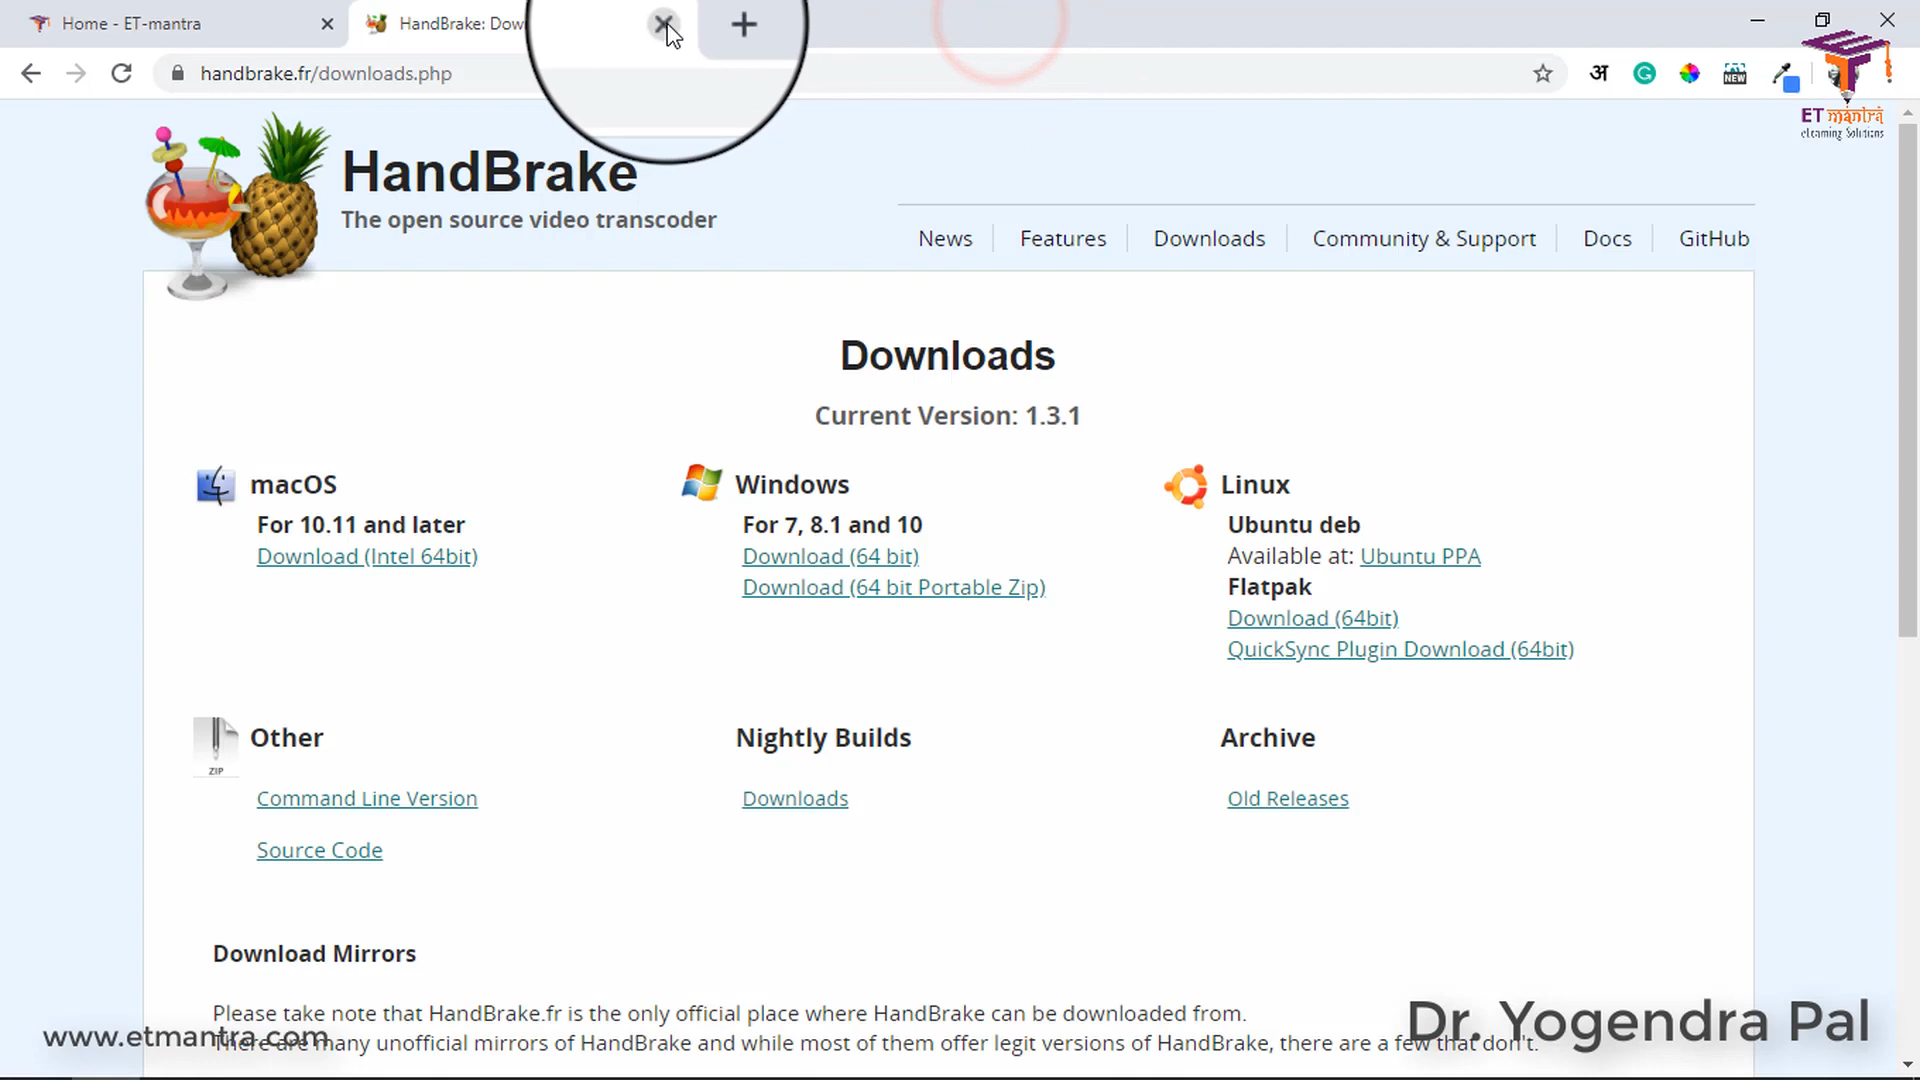 Home - ET-mantra
HandBrake: Dow
handbrake.fr/downloads.php
अ
NEW
ET mantra
eLearning Solutions
HandBrake
The open source video transcoder
News
Features
Downloads
Community & Support
Docs
GitHub
Downloads
Current Version: 1.3.1
macOS
For 10.11 and later
Download (Intel 64bit)
Windows
For 7, 8.1 and 10
Download (64 bit)
Download (64 bit Portable Zip)
Linux
Ubuntu deb
Available at: Ubuntu PPA
Flatpak
Download (64bit)
QuickSync Plugin Download (64bit)
ZIP
Other
Command Line Version
Source Code
Nightly Builds
Downloads
Archive
Old Releases
Download Mirrors
Please take note that HandBrake.fr is the only official place where HandBrake can be downloaded from.
There are many unofficial mirrors of HandBrake and while most of them offer legit versions of HandBrake, there are a few that don't.
www.etmantra.com
Dr. Yogendra Pal